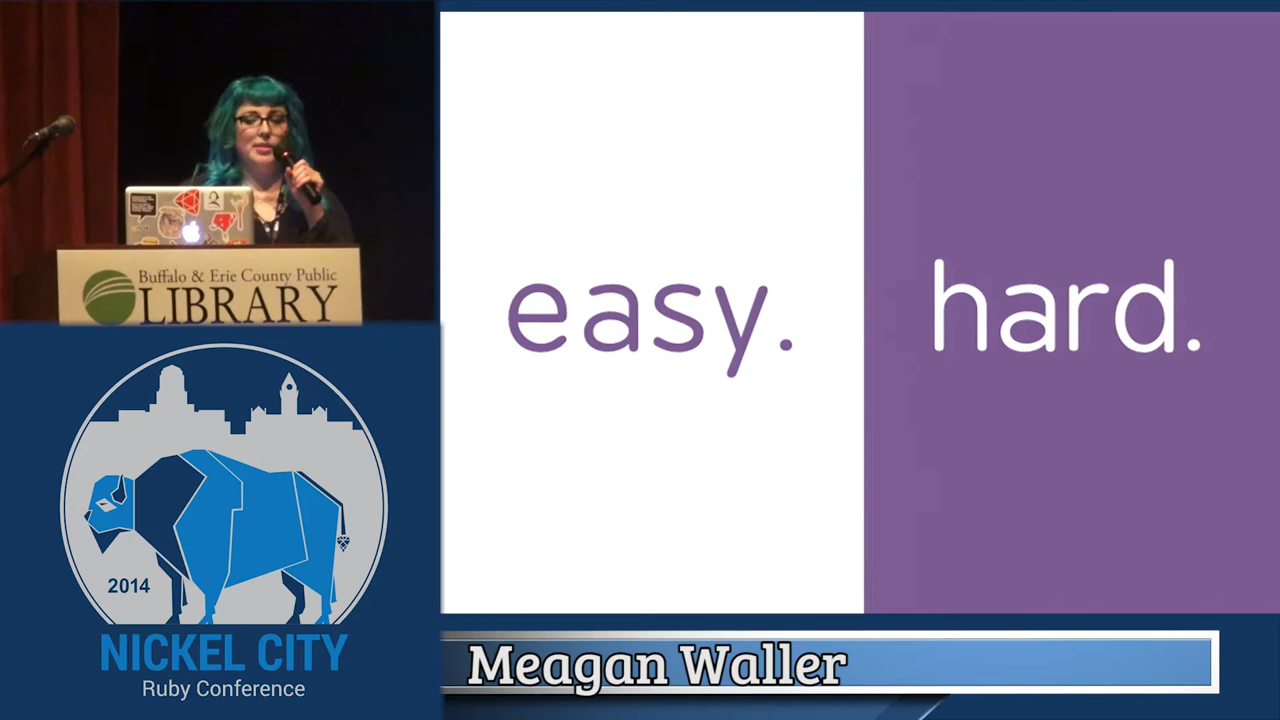 easy.
hard.
Buffalo & Erie County Public
LIBRARY
2014
NICKEL CITY
Ruby Conference
Meagan Waller